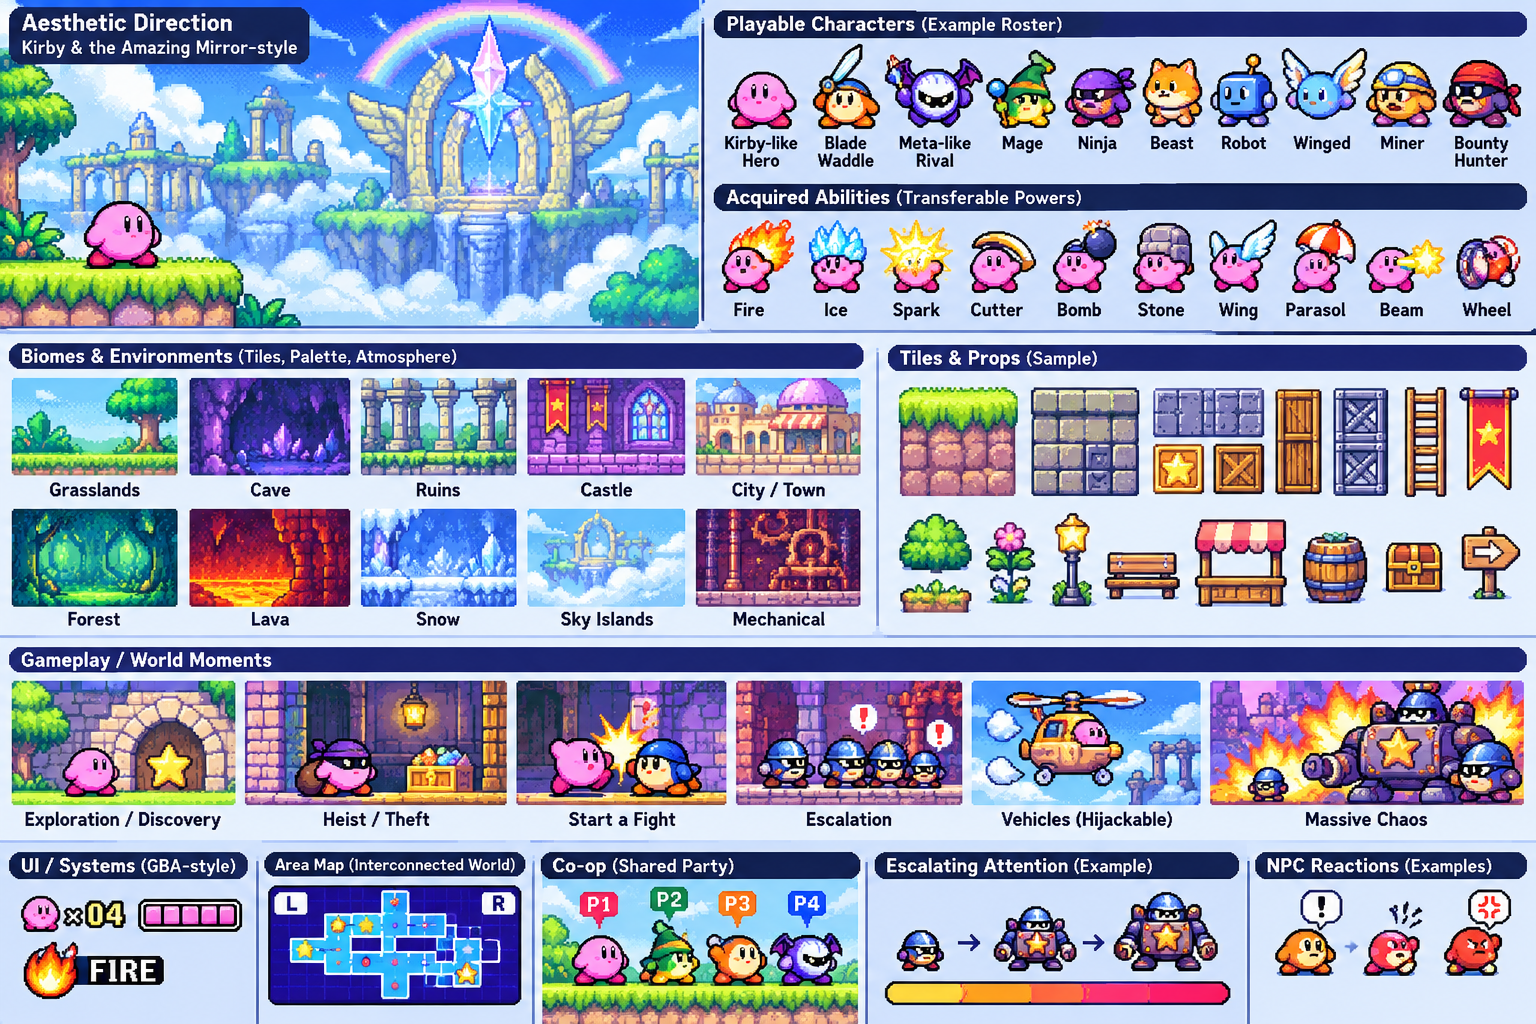 Aesthetic Direction
Kirby & the Amazing Mirror-style
Playable Characters (Example Roster)
Kirby-like
Hero
Blade
Waddle
Meta-like
Rival
Mage
Ninja
Beast
Robot
Winged
Miner
Bounty
Hunter
Acquired Abilities (Transferable Powers)
Fire
Ice
Spark
Cutter
Bomb
Stone
Wing
Parasol
Beam
Wheel
Biomes & Environments (Tiles, Palette, Atmosphere)
Grasslands
Cave
Ruins
Castle
City / Town
Forest
Lava
Snow
Sky Islands
Mechanical
Tiles & Props (Sample)
Gameplay / World Moments
!
!
Exploration / Discovery
Heist / Theft
Start a Fight
Escalation
Vehicles (Hijackable)
Massive Chaos
UI / Systems (GBA-style)
×04
FIRE
Area Map (Interconnected World)
L
R
Co-op (Shared Party)
P1
P2
P3
P4
Escalating Attention (Example)
NPC Reactions (Examples)
!